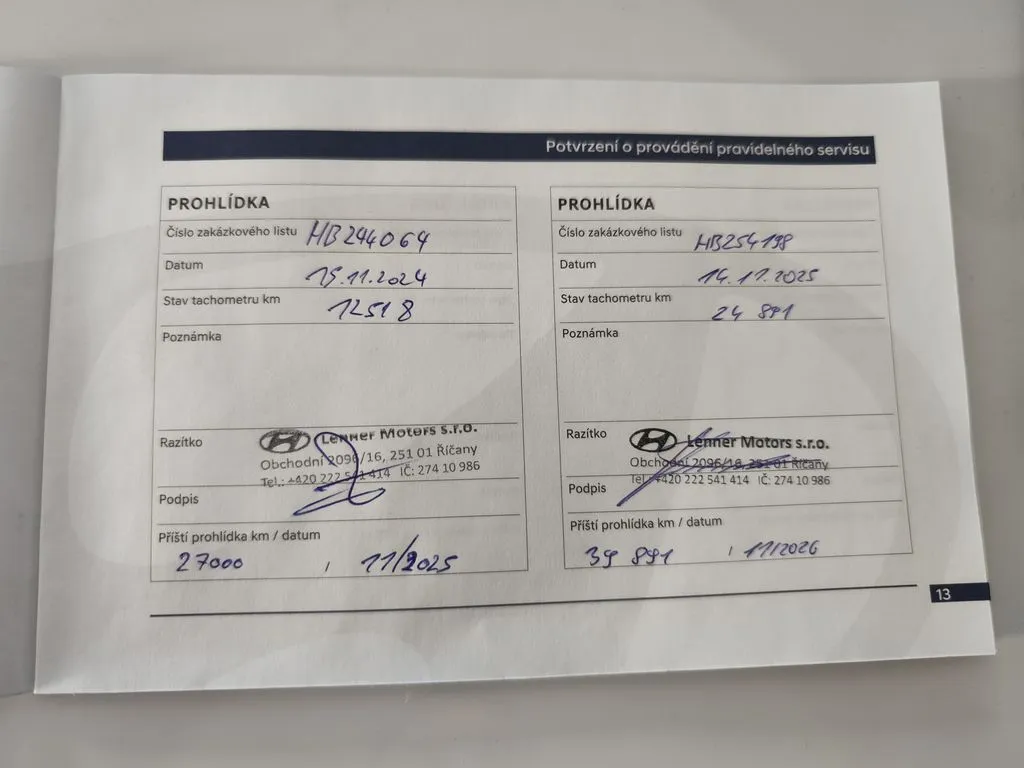 Potvrzení o provádění pravidelného servisu
PROHLÍDKA
Číslo zakázkového listu HB244064
Datum 15.11.2024
Stav tachometru km 12518
Poznámka
Razítko Lenner Motors s.r.o.
Obchodní 2096/16, 251 01 Říčany
Tel.: +420 222 541 414 IČ: 274 10 986
Podpis
Příští prohlídka km / datum
27000 / 11/2025
PROHLÍDKA
Číslo zakázkového listu HB254198
Datum 14.11.2025
Stav tachometru km 24 891
Poznámka
Razítko Lenner Motors s.r.o.
Obchodní 2096/16, 251 01 Říčany
Tel.: +420 222 541 414 IČ: 274 10 986
Podpis
Příští prohlídka km / datum
39 891 / 11/2026
13